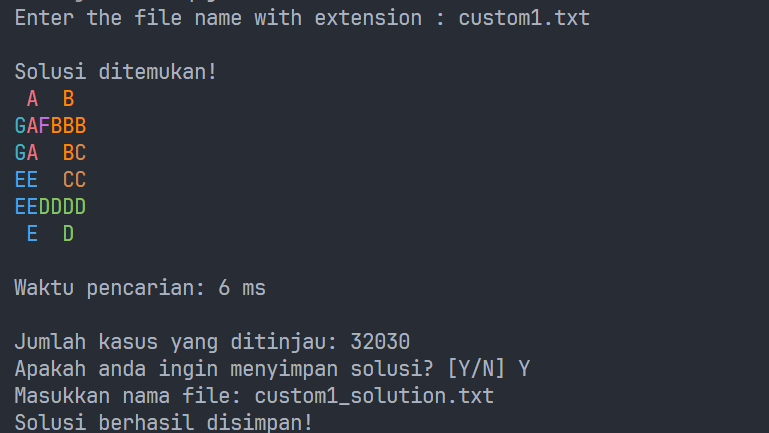 Enter the file name with extension : custom1.txt
Solusi ditemukan!
 A  B
GAFBBB
GA  BC
EE  CC
EEDDDD
 E  D
Waktu pencarian: 6 ms
Jumlah kasus yang ditinjau: 32030
Apakah anda ingin menyimpan solusi? [Y/N] Y
Masukkan nama file: custom1_solution.txt
Solusi berhasil disimpan!